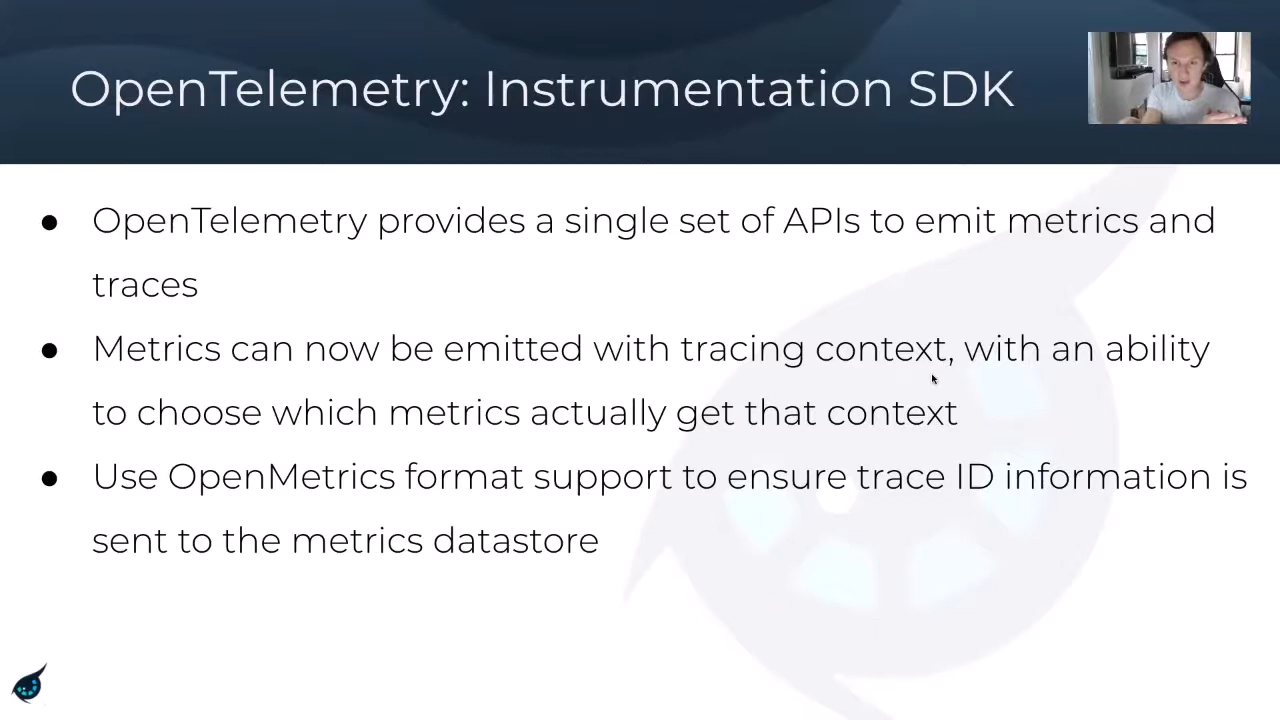 OpenTelemetry: Instrumentation SDK
● OpenTelemetry provides a single set of APIs to emit metrics and
traces
● Metrics can now be emitted with tracing context, with an ability
to choose which metrics actually get that context
● Use OpenMetrics format support to ensure trace ID information is
sent to the metrics datastore